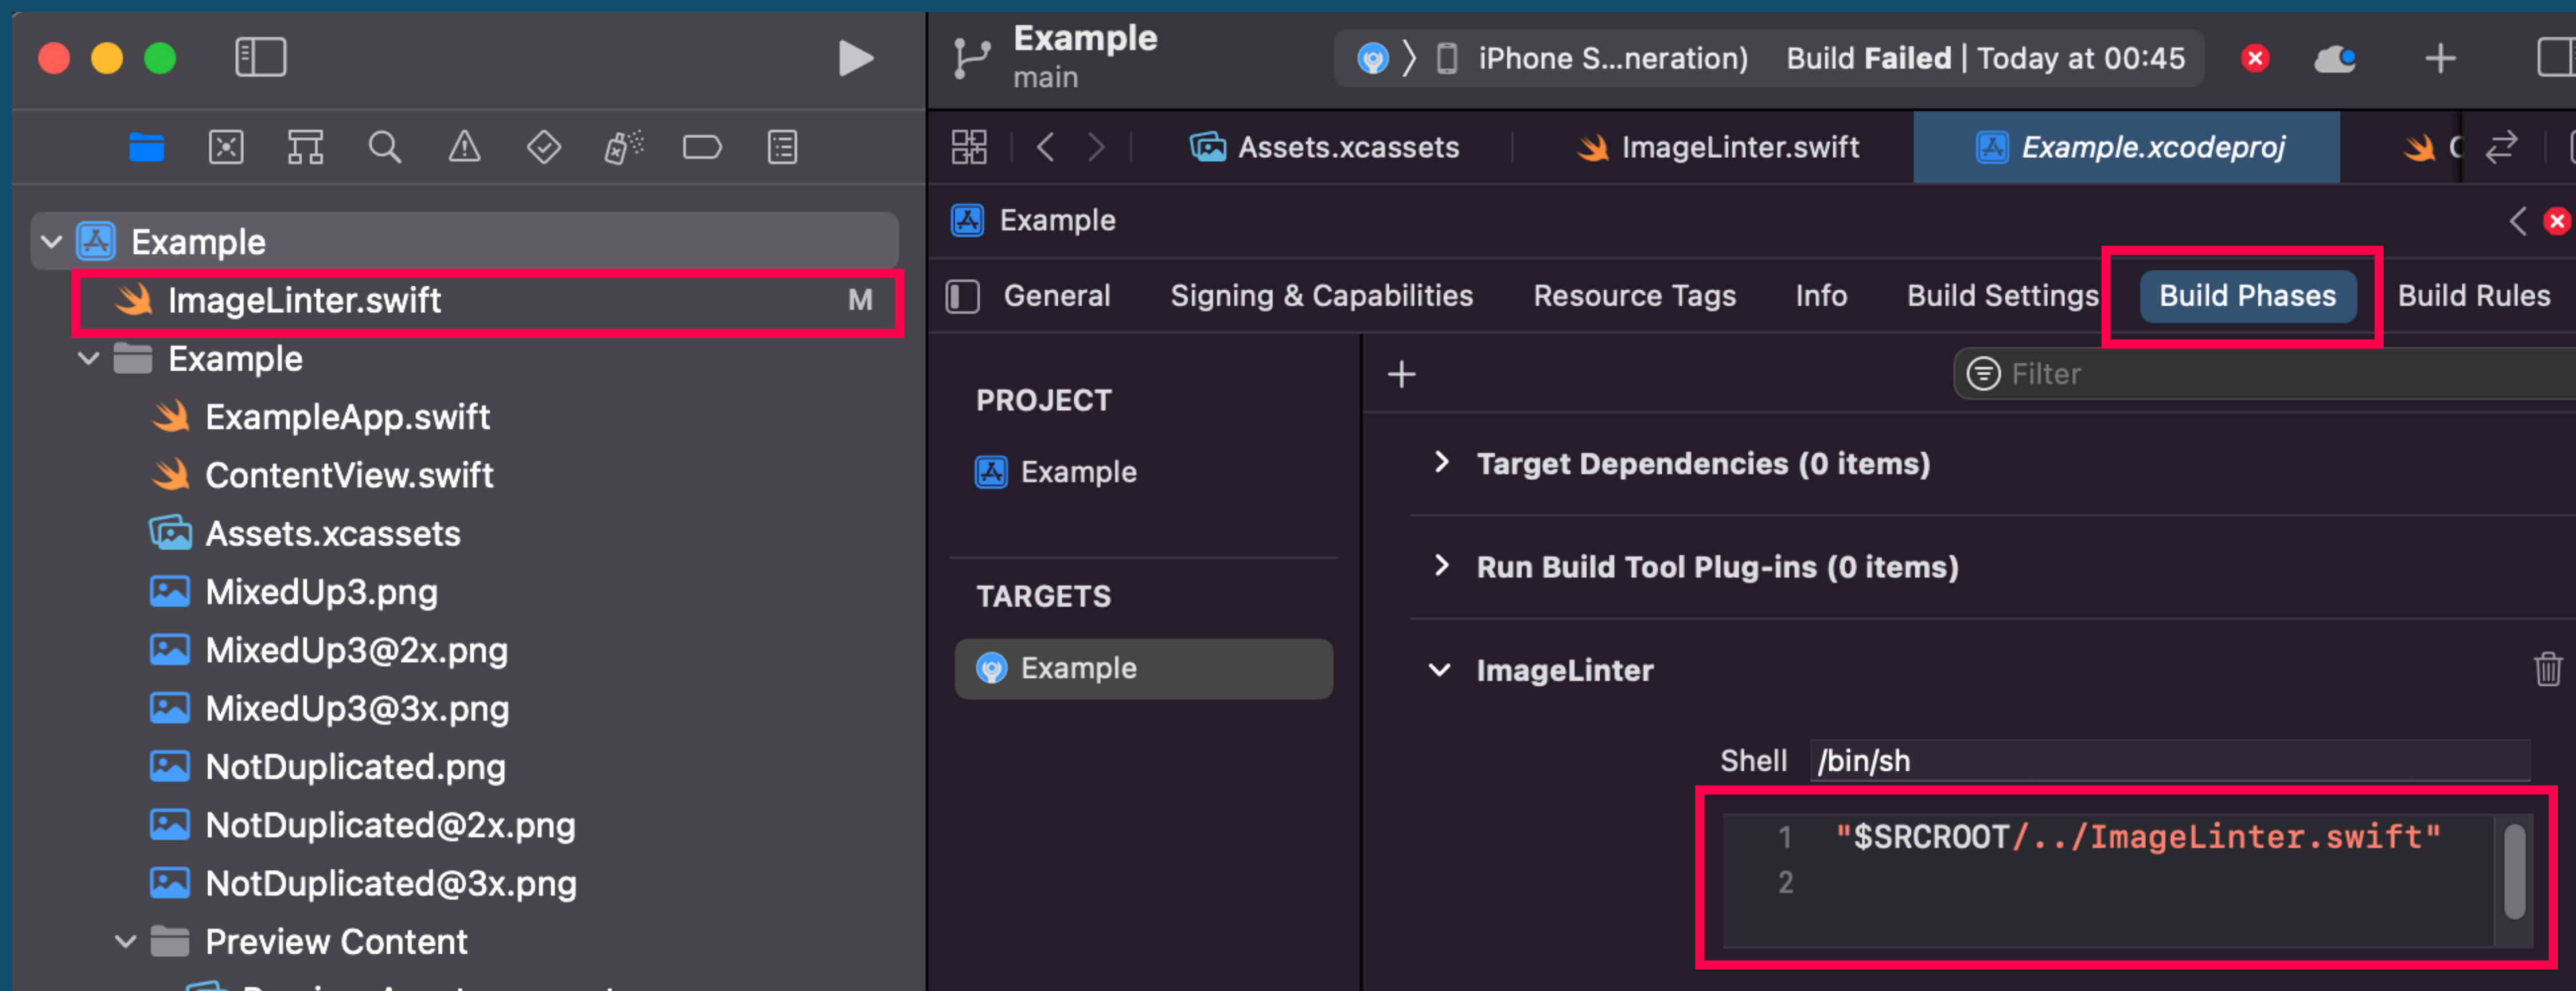 Example
main
iPhone S...neration)
Build Failed | Today at 00:45
Assets.xcassets
ImageLinter.swift
Example.xcodeproj
Example
ImageLinter.swift
M
Example
ExampleApp.swift
ContentView.swift
Assets.xcassets
MixedUp3.png
MixedUp3@2x.png
MixedUp3@3x.png
NotDuplicated.png
NotDuplicated@2x.png
NotDuplicated@3x.png
Preview Content
Example
General
Signing & Capabilities
Resource Tags
Info
Build Settings
Build Phases
Build Rules
PROJECT
Example
TARGETS
Example
Filter
Target Dependencies (0 items)
Run Build Tool Plug-ins (0 items)
ImageLinter
Shell /bin/sh
1 "$SRCROOT/../ImageLinter.swift"
2